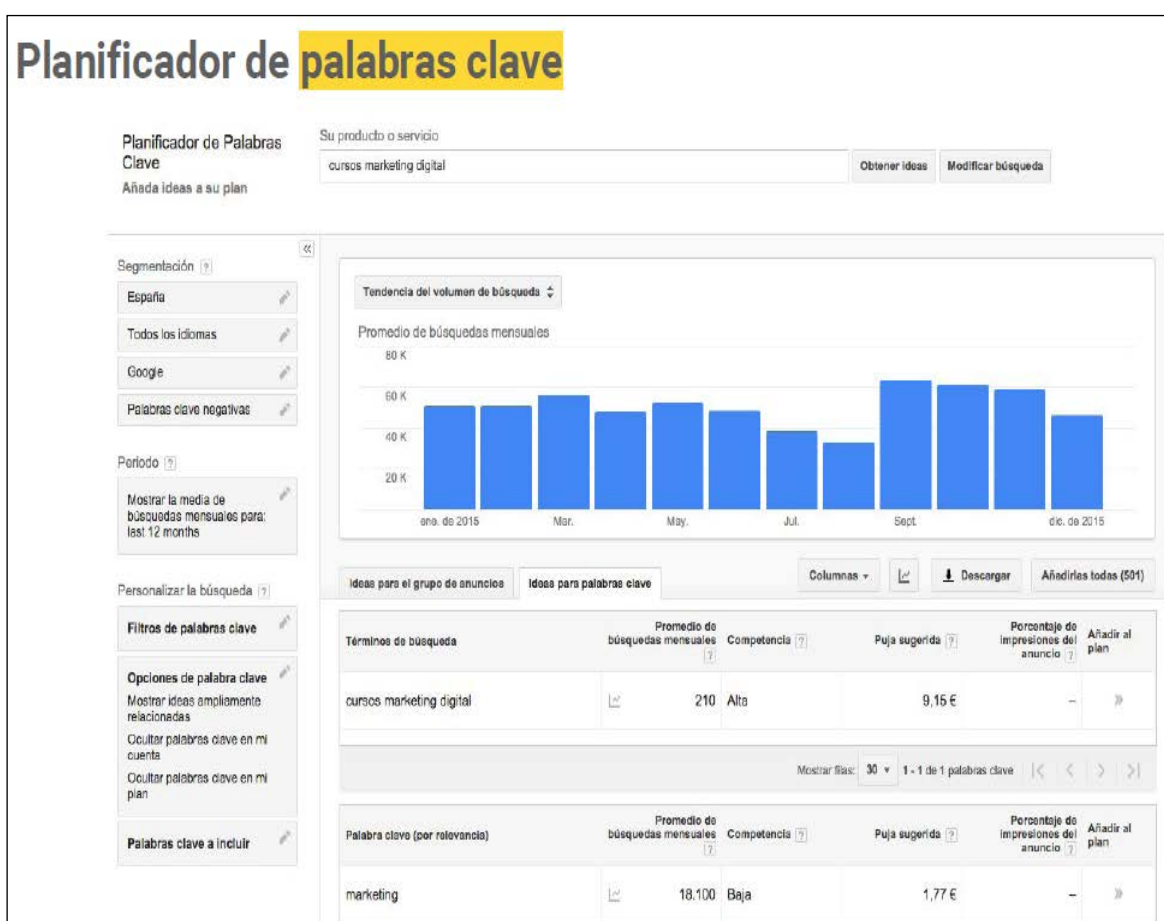 Planificador de palabras clave
Planificador de Palabras
Clave
Añada ideas a su plan
Su producto o servicio
cursos marketing digital
Obtener ideas
Modificar búsqueda
«
Segmentación ?
España
Todos los idiomas
Google
Palabras clave negativas
Periodo ?
Mostrar la media de
búsquedas mensuales para:
last 12 months
Personalizar la búsqueda ?
Filtros de palabras clave
Opciones de palabra clave
Mostrar ideas ampliamente
relacionadas
Ocultar palabras clave en mi
cuenta
Ocultar palabras clave en mi
plan
Palabras clave a incluir
Tendencia del volumen de búsqueda
Promedio de búsquedas mensuales
80 K
60 K
40 K
20 K
ene. de 2015 Mar. May. Jul. Sept. dic. de 2015
Ideas para el grupo de anuncios
Ideas para palabras clave
Columnas
Descargar
Añadirlas todas (501)
Términos de búsqueda
Promedio de
búsquedas mensuales
?
Competencia ?
Puja sugerida ?
Porcentaje de
impresiones del
anuncio ?
Añadir al
plan
cursos marketing digital 210 Alta 9,15 € – »
Mostrar filas: 30 1 - 1 de 1 palabras clave |< < > >|
Palabra clave (por relevancia)
Promedio de
búsquedas mensuales
?
Competencia ?
Puja sugerida ?
Porcentaje de
impresiones del
anuncio ?
Añadir al
plan
marketing 18.100 Baja 1,77 € – »